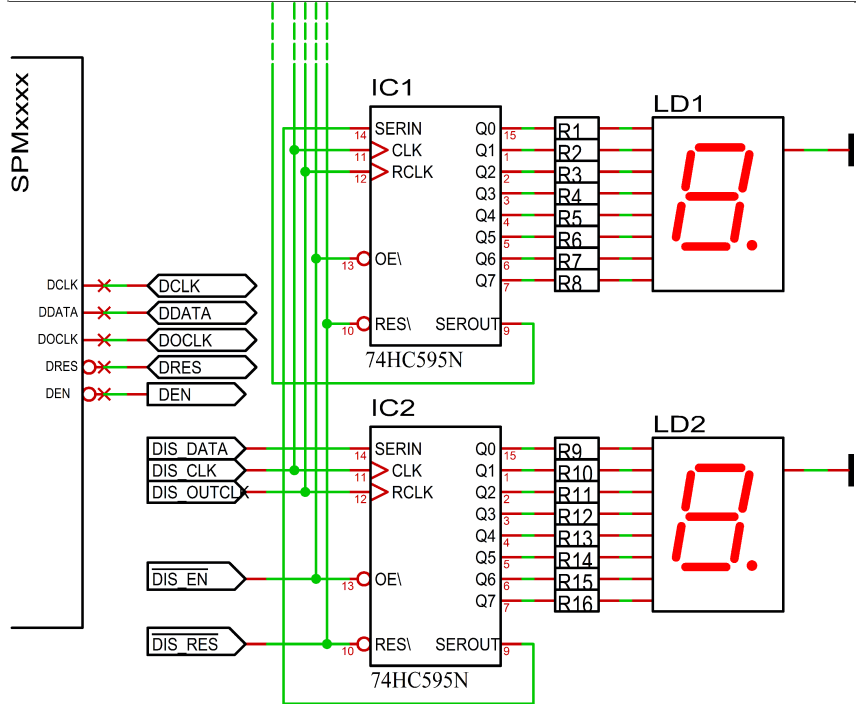 SPMxxxx
DCLK
DDATA
DOCLK
DRES
DEN
DCLK
DDATA
DOCLK
DRES
DEN
DIS_DATA
DIS_CLK
DIS_OUTCLK
DIS_EN
DIS_RES
IC1
14 SERIN Q0 15
11 CLK Q1 1
12 RCLK Q2 2
Q3 3
Q4 4
Q5 5
13 OE\ Q6 6
Q7 7
10 RES\ SEROUT 9
74HC595N
R1
R2
R3
R4
R5
R6
R7
R8
LD1
IC2
14 SERIN Q0 15
11 CLK Q1 1
12 RCLK Q2 2
Q3 3
Q4 4
Q5 5
13 OE\ Q6 6
Q7 7
10 RES\ SEROUT 9
74HC595N
R9
R10
R11
R12
R13
R14
R15
R16
LD2